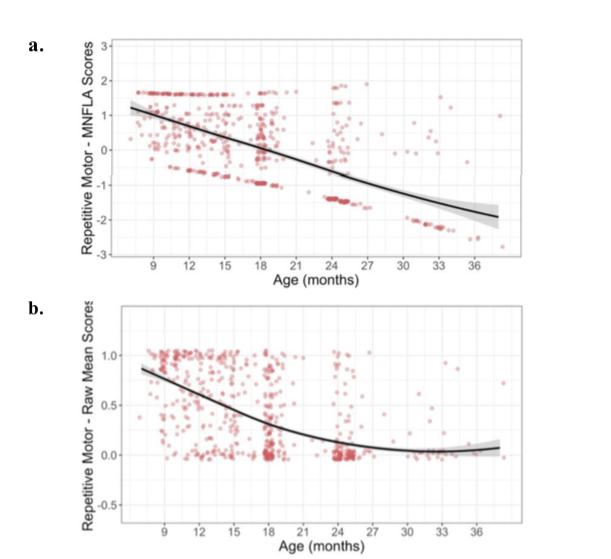 a.
Repetitive Motor - MNFLA Scores
3
2
1
0
-1
-2
-3
9 12 15 18 21 24 27 30 33 36
Age (months)
b.
Repetitive Motor - Raw Mean Scores
1.0
0.5
0.0
-0.5
9 12 15 18 21 24 27 30 33 36
Age (months)